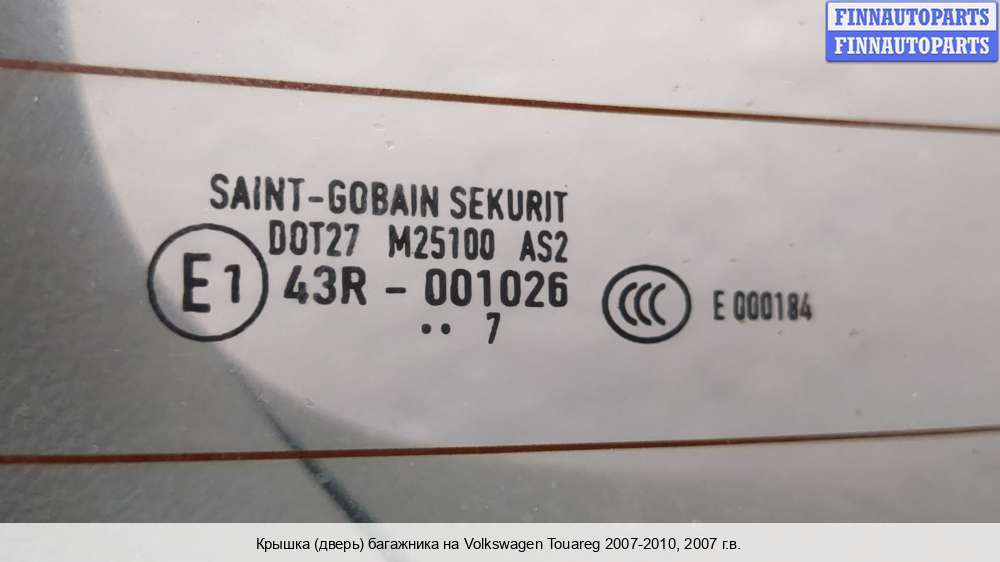 FINNAUTOPARTS
FINNAUTOPARTS
SAINT-GOBAIN SEKURIT
DOT27 M25100 AS2
E1 43R - 001026
CCC E 000184
•• 7
Крышка (дверь) багажника на Volkswagen Touareg 2007-2010, 2007 г.в.